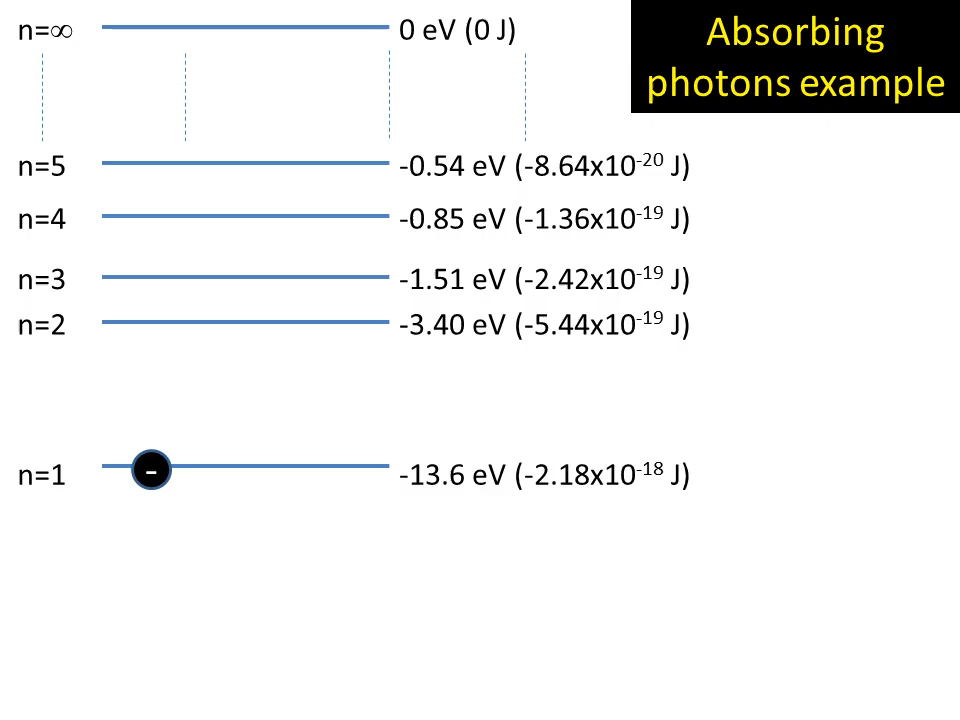 n=∞ 0 eV (0 J)
Absorbing
photons example
n=5 -0.54 eV (-8.64x10⁻²⁰ J)
n=4 -0.85 eV (-1.36x10⁻¹⁹ J)
n=3 -1.51 eV (-2.42x10⁻¹⁹ J)
n=2 -3.40 eV (-5.44x10⁻¹⁹ J)
-
n=1 -13.6 eV (-2.18x10⁻¹⁸ J)